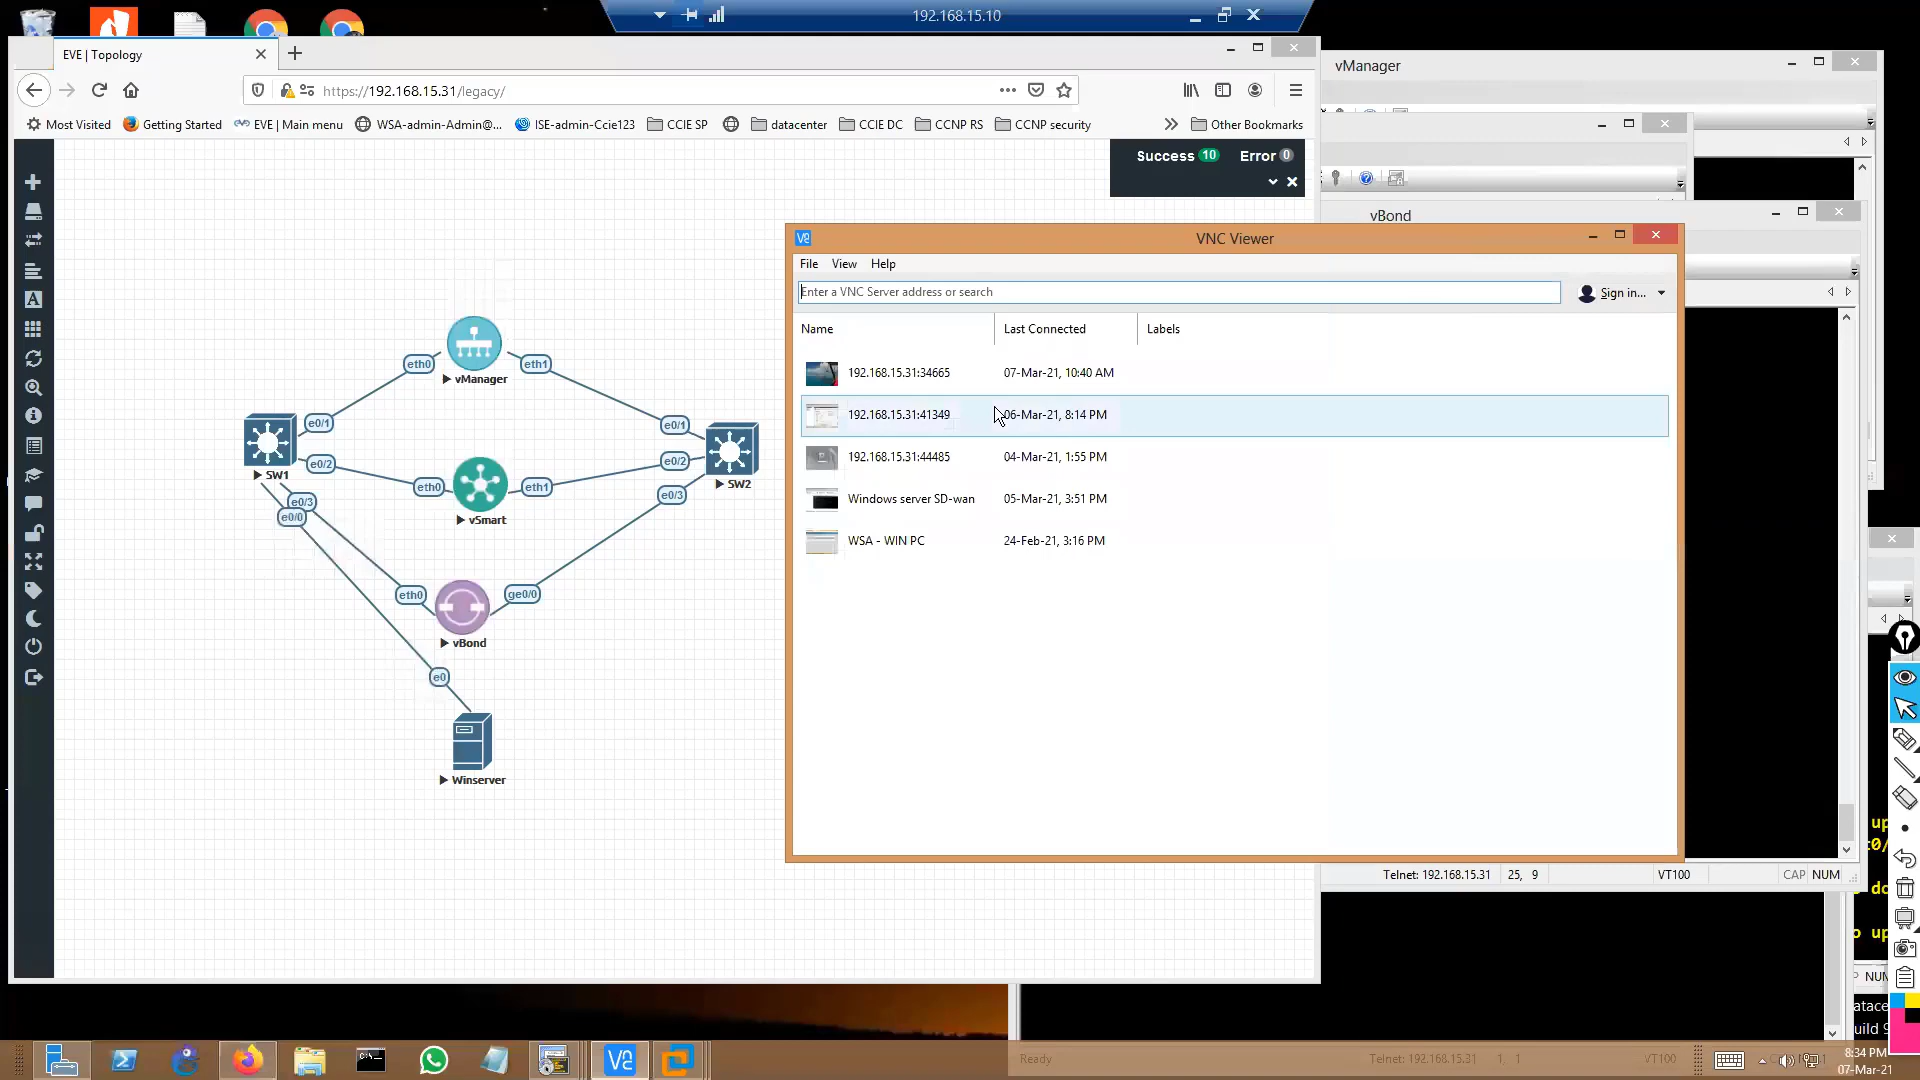 192.168.15.10
EVE | Topology
https://192.168.15.31/legacy/
Most Visited
Getting Started
EVE | Main menu
WSA-admin-Admin@...
ISE-admin-Ccie123
CCIE SP
datacenter
CCIE DC
CCNP RS
CCNP security
Other Bookmarks
Success 10 Error 0
vManager
vBond
VNC Viewer
File View Help
Enter a VNC Server address or search
Sign in...
Name Last Connected Labels
192.168.15.31:34665 07-Mar-21, 10:40 AM
192.168.15.31:41349 06-Mar-21, 8:14 PM
192.168.15.31:44485 04-Mar-21, 1:55 PM
Windows server SD-wan 05-Mar-21, 3:51 PM
WSA - WIN PC 24-Feb-21, 3:16 PM
eth0
eth1
vManager
e0/1
e0/1
SW1
e0/2
e0/2
SW2
eth0
eth1
e0/3
e0/3
e0/0
vSmart
eth0
ge0/0
vBond
e0
Winserver
Telnet: 192.168.15.31 25, 9 VT100 CAP NUM
up
t0/
do
o up
NUM
atace
uild 9
Ready Telnet: 192.168.15.31 1, 1 VT100
8:34 PM
07-Mar-21